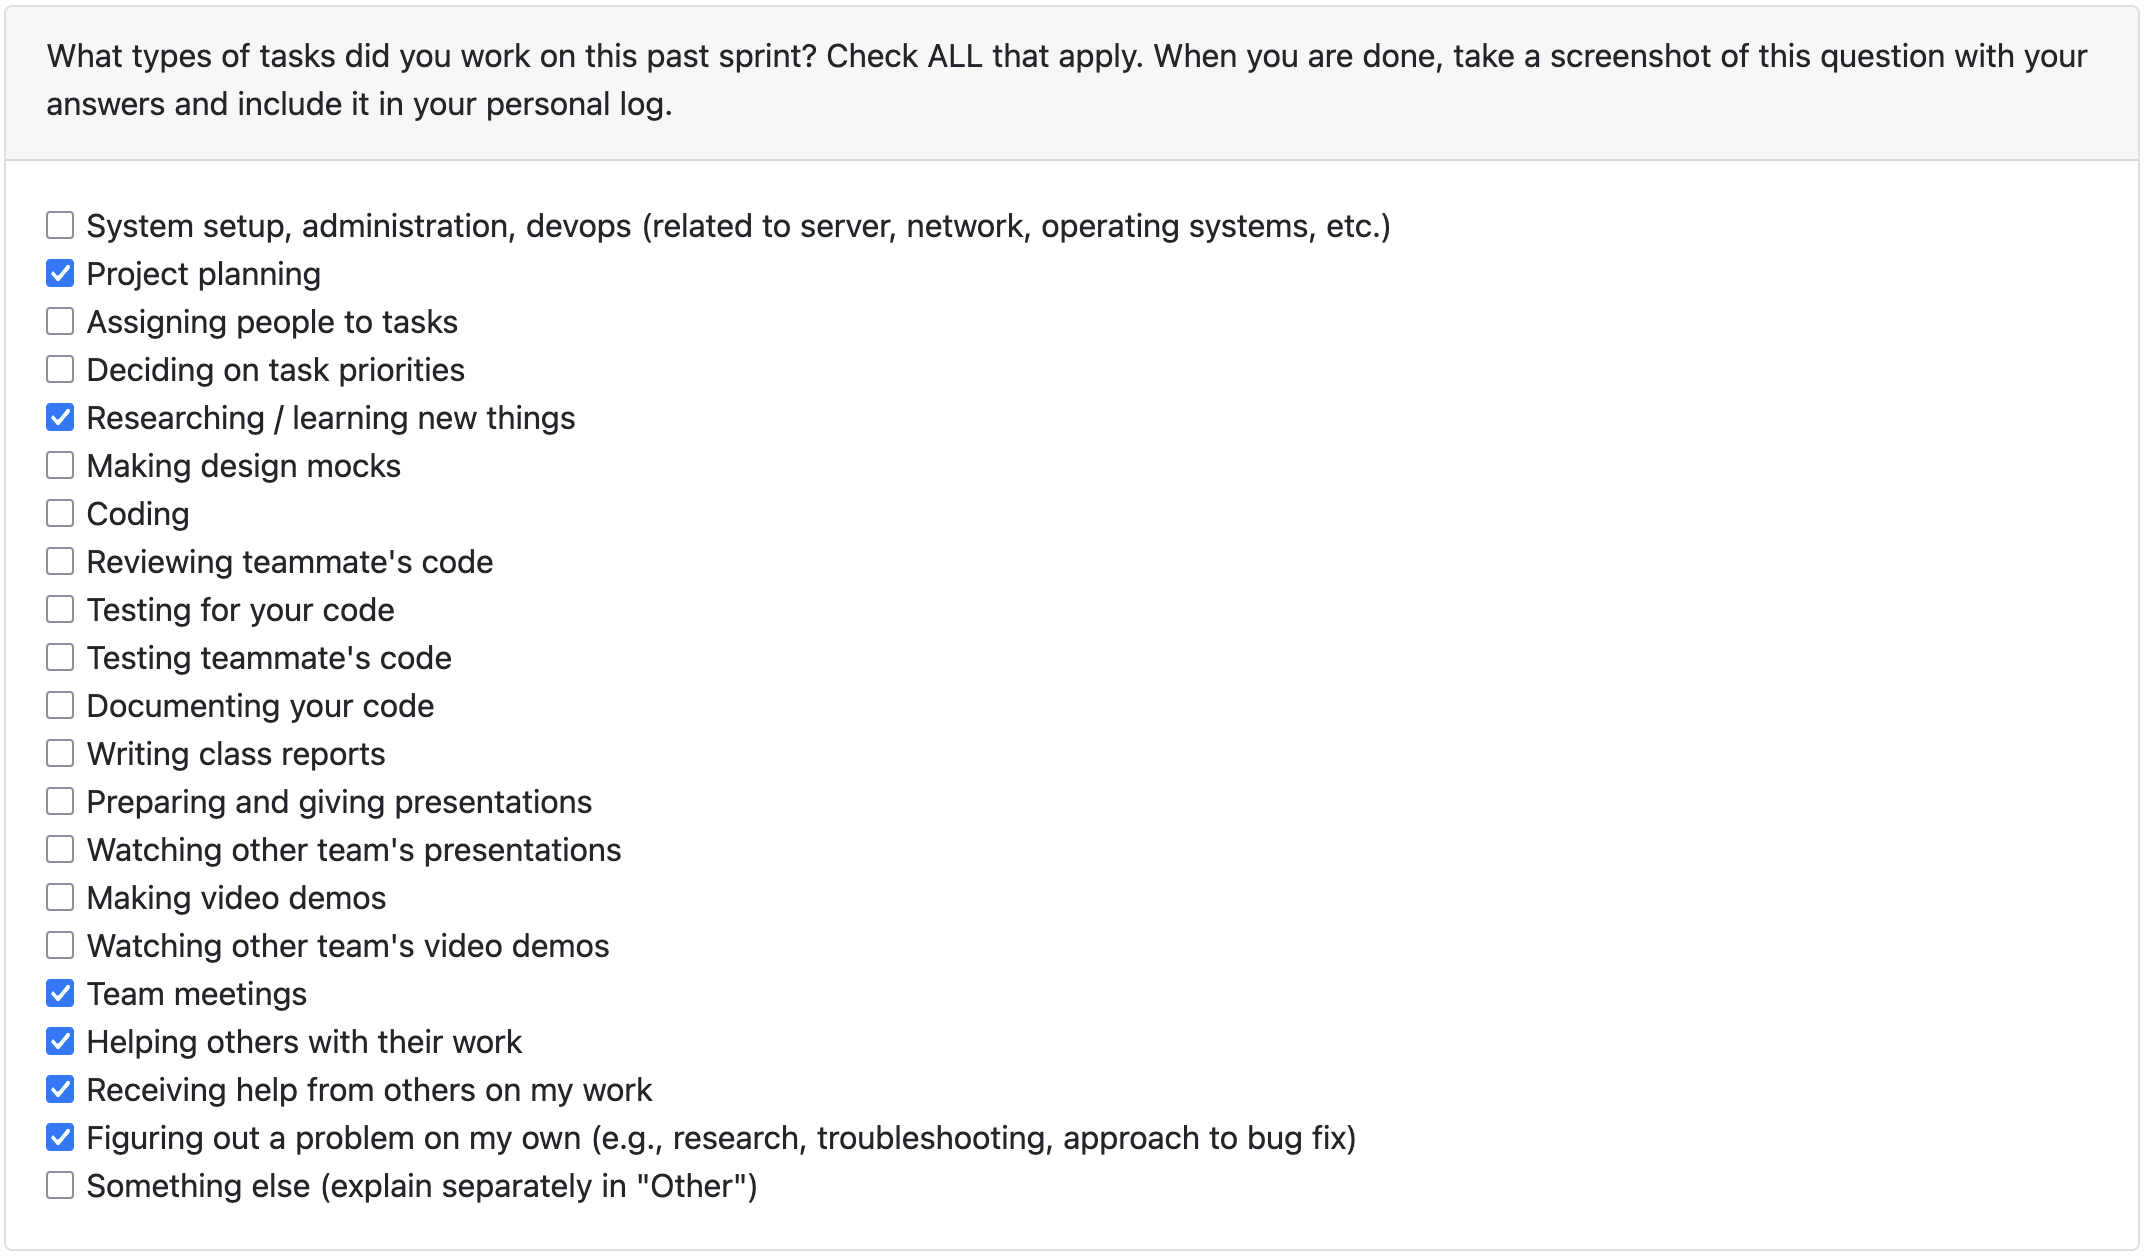 What types of tasks did you work on this past sprint? Check ALL that apply. When you are done, take a screenshot of this question with your
answers and include it in your personal log.
System setup, administration, devops (related to server, network, operating systems, etc.)
Project planning
Assigning people to tasks
Deciding on task priorities
Researching / learning new things
Making design mocks
Coding
Reviewing teammate's code
Testing for your code
Testing teammate's code
Documenting your code
Writing class reports
Preparing and giving presentations
Watching other team's presentations
Making video demos
Watching other team's video demos
Team meetings
Helping others with their work
Receiving help from others on my work
Figuring out a problem on my own (e.g., research, troubleshooting, approach to bug fix)
Something else (explain separately in "Other")